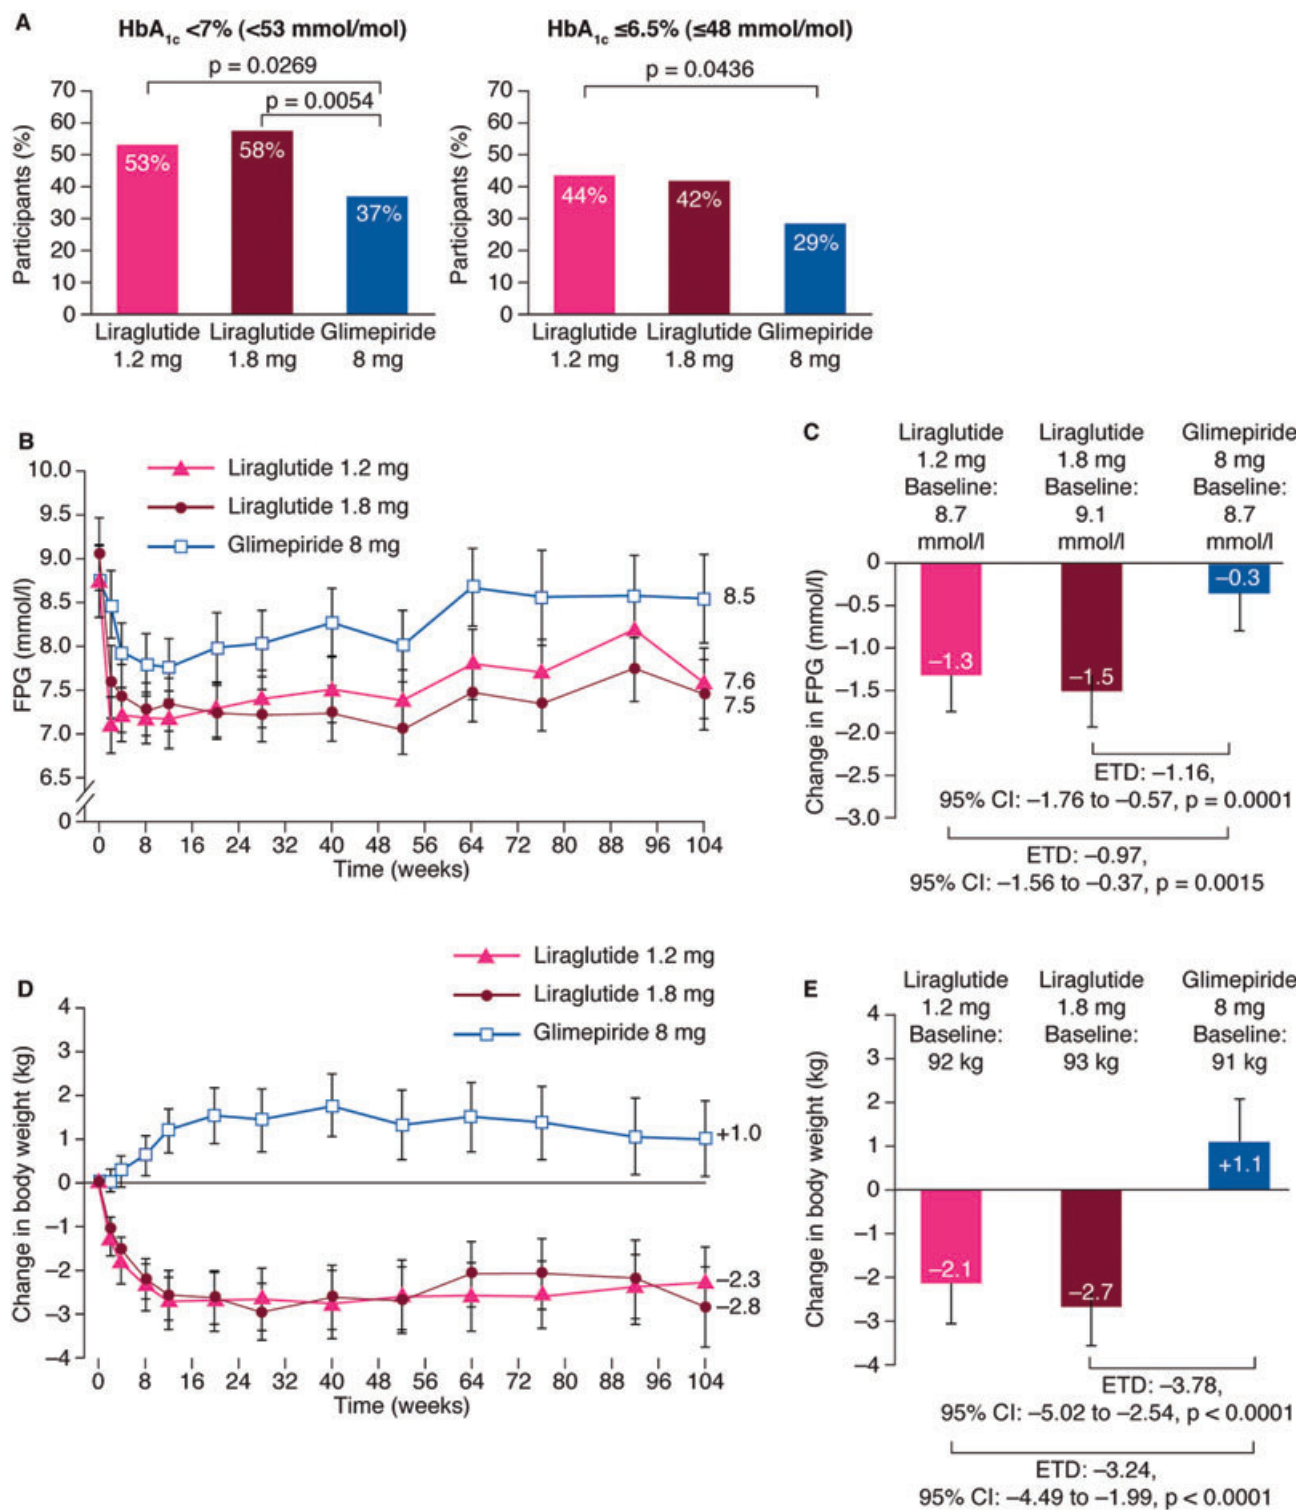 A
HbA1c <7% (<53 mmol/mol)
p = 0.0269
p = 0.0054
Participants (%)
70
60
50
40
30
20
10
0
53%
58%
37%
Liraglutide Liraglutide Glimepiride
1.2 mg 1.8 mg 8 mg
HbA1c ≤6.5% (≤48 mmol/mol)
p = 0.0436
Participants (%)
70
60
50
40
30
20
10
0
44%
42%
29%
Liraglutide Liraglutide Glimepiride
1.2 mg 1.8 mg 8 mg
B
Liraglutide 1.2 mg
Liraglutide 1.8 mg
Glimepiride 8 mg
FPG (mmol/l)
10.0
9.5
9.0
8.5
8.0
7.5
7.0
6.5
0
8.5
7.6
7.5
0 8 16 24 32 40 48 56 64 72 80 88 96 104
Time (weeks)
C
Liraglutide Liraglutide Glimepiride
1.2 mg 1.8 mg 8 mg
Baseline: Baseline: Baseline:
8.7 9.1 8.7
mmol/l mmol/l mmol/l
Change in FPG (mmol/l)
0
–0.5
–1.0
–1.5
–2.0
–2.5
–3.0
–1.3
–1.5
–0.3
ETD: –1.16,
95% CI: –1.76 to –0.57, p = 0.0001
ETD: –0.97,
95% CI: –1.56 to –0.37, p = 0.0015
D
Liraglutide 1.2 mg
Liraglutide 1.8 mg
Glimepiride 8 mg
Change in body weight (kg)
4
3
2
1
0
–1
–2
–3
–4
+1.0
–2.3
–2.8
0 8 16 24 32 40 48 56 64 72 80 88 96 104
Time (weeks)
E
Liraglutide Liraglutide Glimepiride
1.2 mg 1.8 mg 8 mg
Baseline: Baseline: Baseline:
92 kg 93 kg 91 kg
Change in body weight (kg)
4
3
2
1
0
–1
–2
–3
–4
–2.1
–2.7
+1.1
ETD: –3.78,
95% CI: –5.02 to –2.54, p < 0.0001
ETD: –3.24,
95% CI: –4.49 to –1.99, p < 0.0001